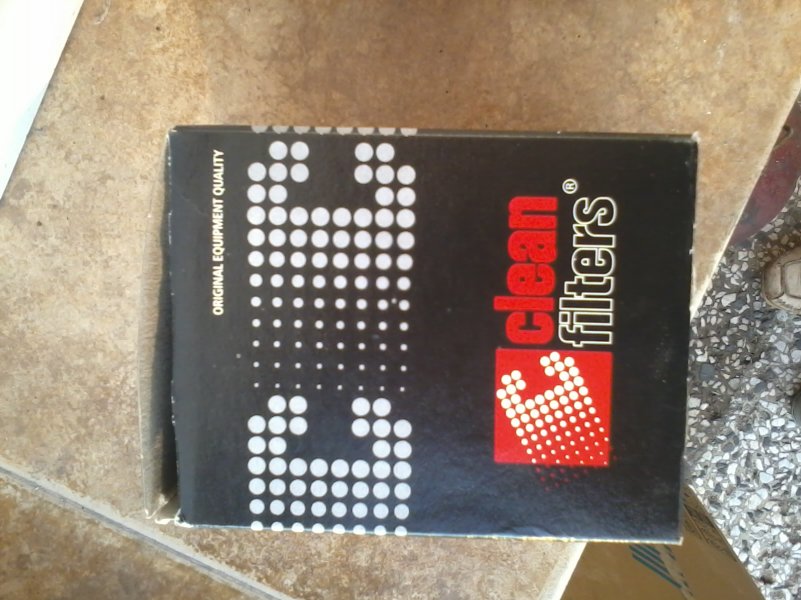 ORIGINAL EQUIPMENT QUALITY
clean
filters®